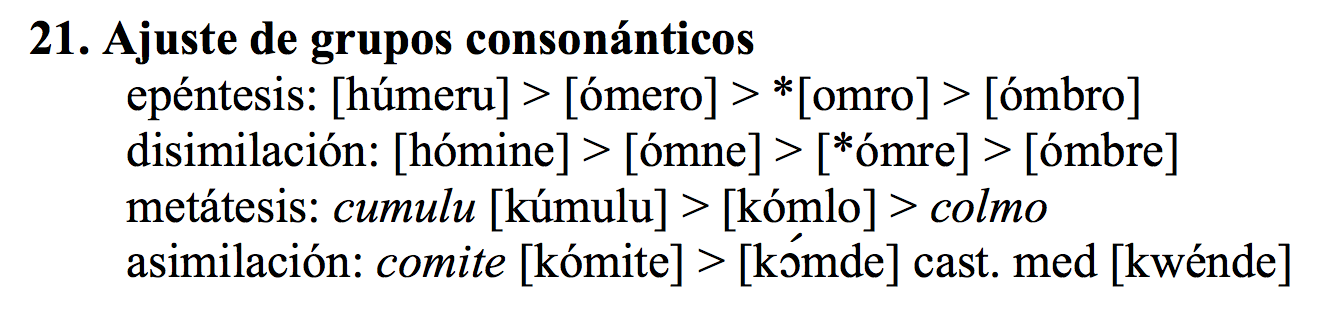 21. Ajuste de grupos consonánticos
epéntesis: [húmeru] > [ómero] > *[omro] > [ómbro]
disimilación: [hómine] > [ómne] > [*ómre] > [ómbre]
metátesis: cumulu [kúmulu] > [kómlo] > colmo
asimilación: comite [kómite] > [kɔ́mde] cast. med [kwénde]